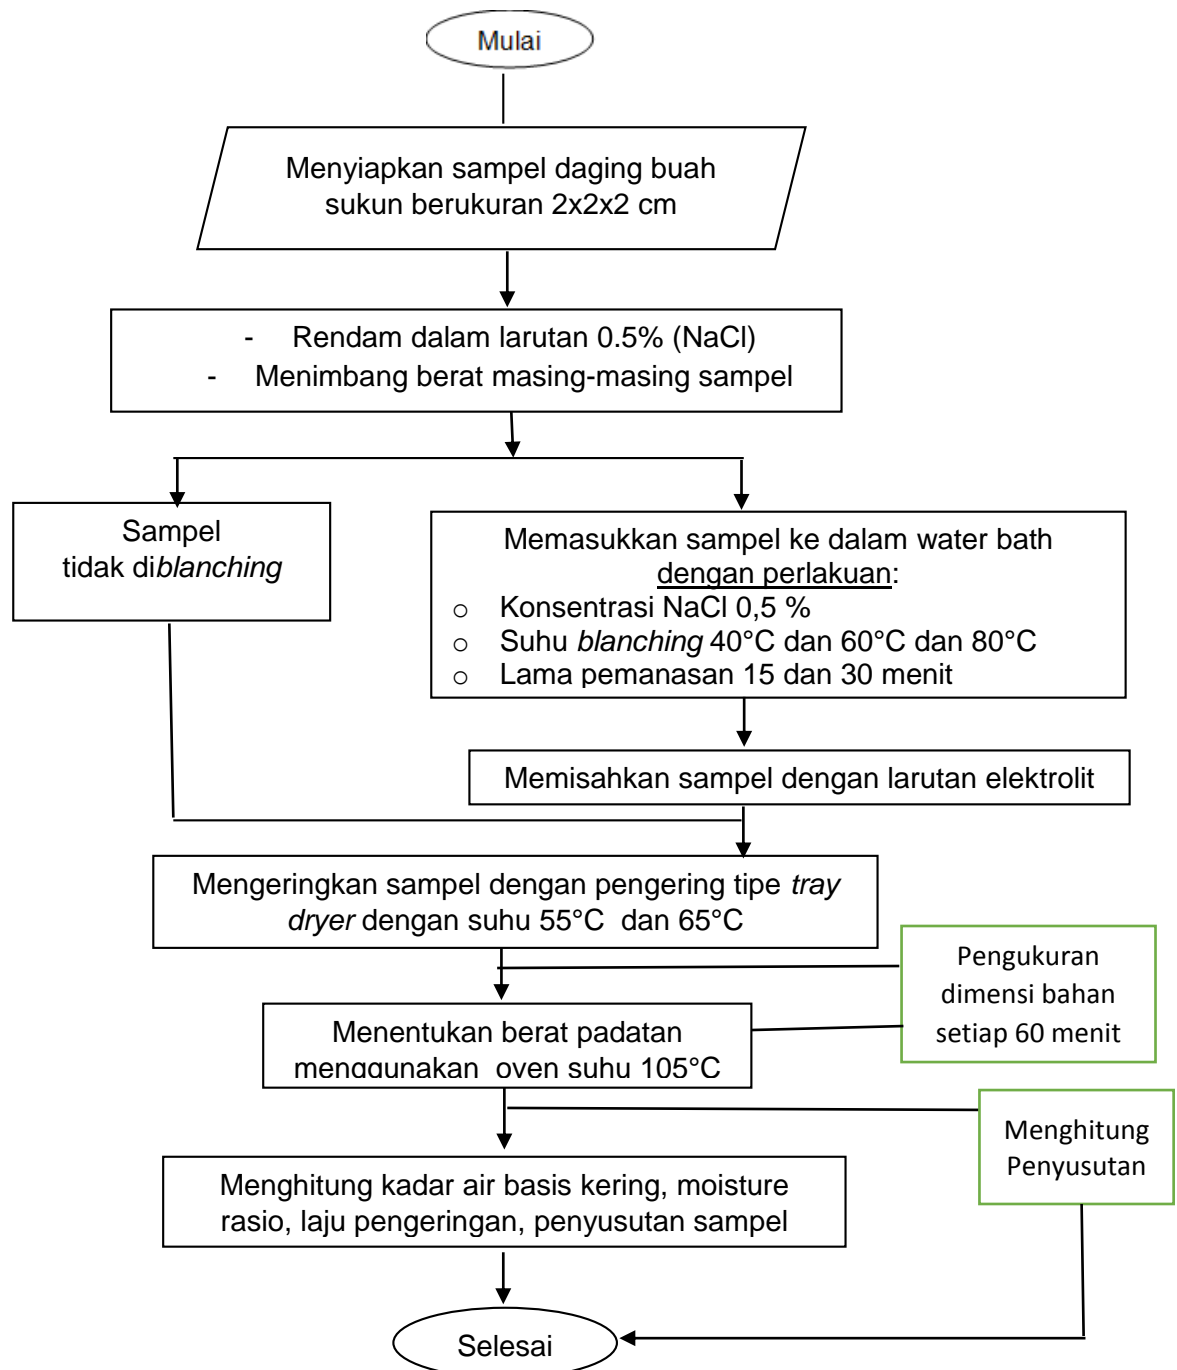 Mulai
Menyiapkan sampel daging buah
sukun berukuran 2x2x2 cm
- Rendam dalam larutan 0.5% (NaCl)
- Menimbang berat masing-masing sampel
Sampel
tidak diblanching
Memasukkan sampel ke dalam water bath
dengan perlakuan:
o Konsentrasi NaCl 0,5 %
o Suhu blanching 40°C dan 60°C dan 80°C
o Lama pemanasan 15 dan 30 menit
Memisahkan sampel dengan larutan elektrolit
Mengeringkan sampel dengan pengering tipe tray
dryer dengan suhu 55°C dan 65°C
Pengukuran
dimensi bahan
setiap 60 menit
Menentukan berat padatan
menggunakan oven suhu 105°C
Menghitung
Penyusutan
Menghitung kadar air basis kering, moisture
rasio, laju pengeringan, penyusutan sampel
Selesai